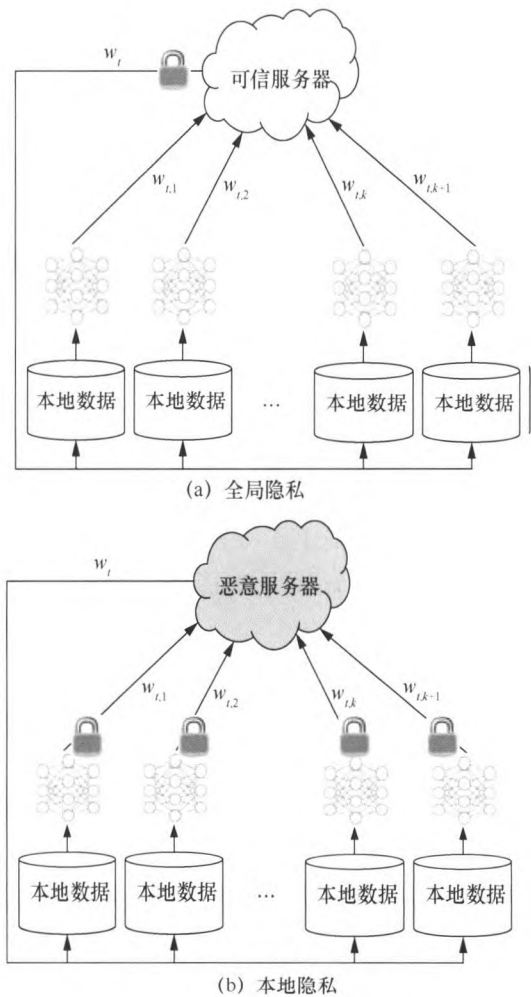 w_t
可信服务器
w_{t,1}
w_{t,2}
w_{t,k}
w_{t,k+1}
本地数据
本地数据
…
本地数据
本地数据
(a) 全局隐私
w_t
恶意服务器
w_{t,1}
w_{t,2}
w_{t,k}
w_{t,k+1}
本地数据
本地数据
…
本地数据
本地数据
(b) 本地隐私